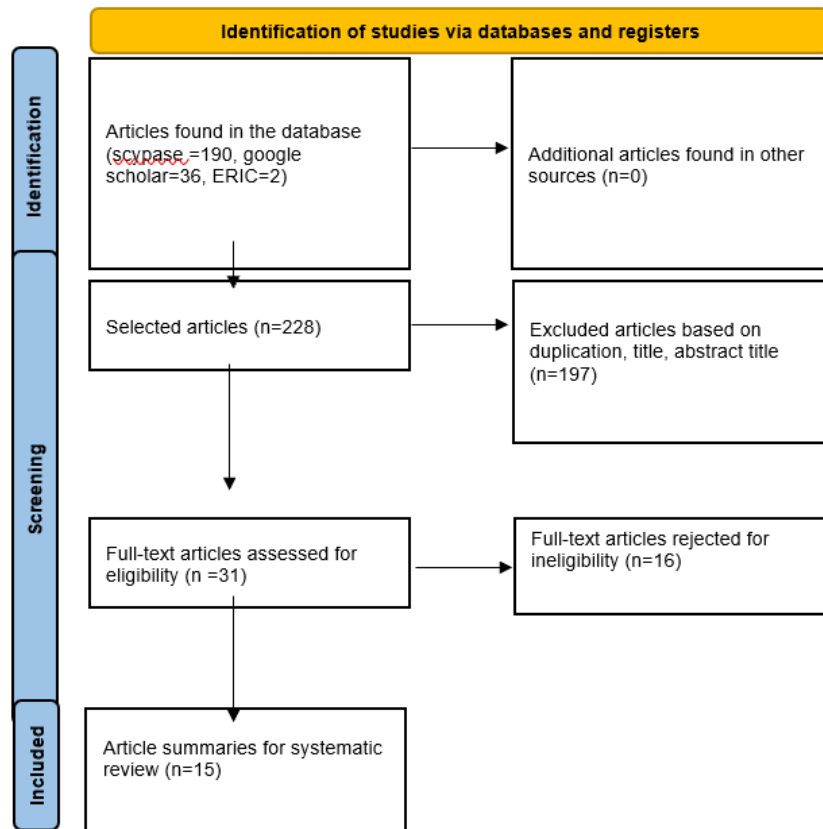 Identification of studies via databases and registers
Identification
Articles found in the database
(scypase =190, google
scholar=36, ERIC=2)
Additional articles found in other
sources (n=0)
Screening
Selected articles (n=228)
Excluded articles based on
duplication, title, abstract title
(n=197)
Full-text articles assessed for
eligibility (n =31)
Full-text articles rejected for
ineligibility (n=16)
Included
Article summaries for systematic
review (n=15)